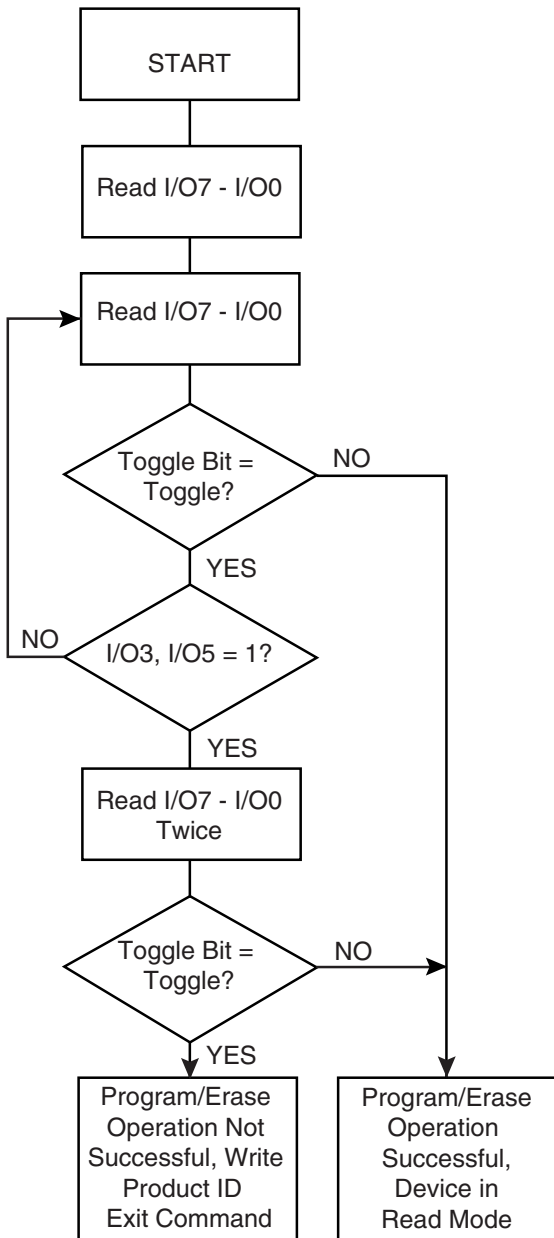 START
Read I/O7 - I/O0
Read I/O7 - I/O0
Toggle Bit =
Toggle?
NO
YES
NO
I/O3, I/O5 = 1?
YES
Read I/O7 - I/O0
Twice
Toggle Bit =
Toggle?
NO
YES
Program/Erase
Operation Not
Successful, Write
Product ID
Exit Command
Program/Erase
Operation
Successful,
Device in
Read Mode